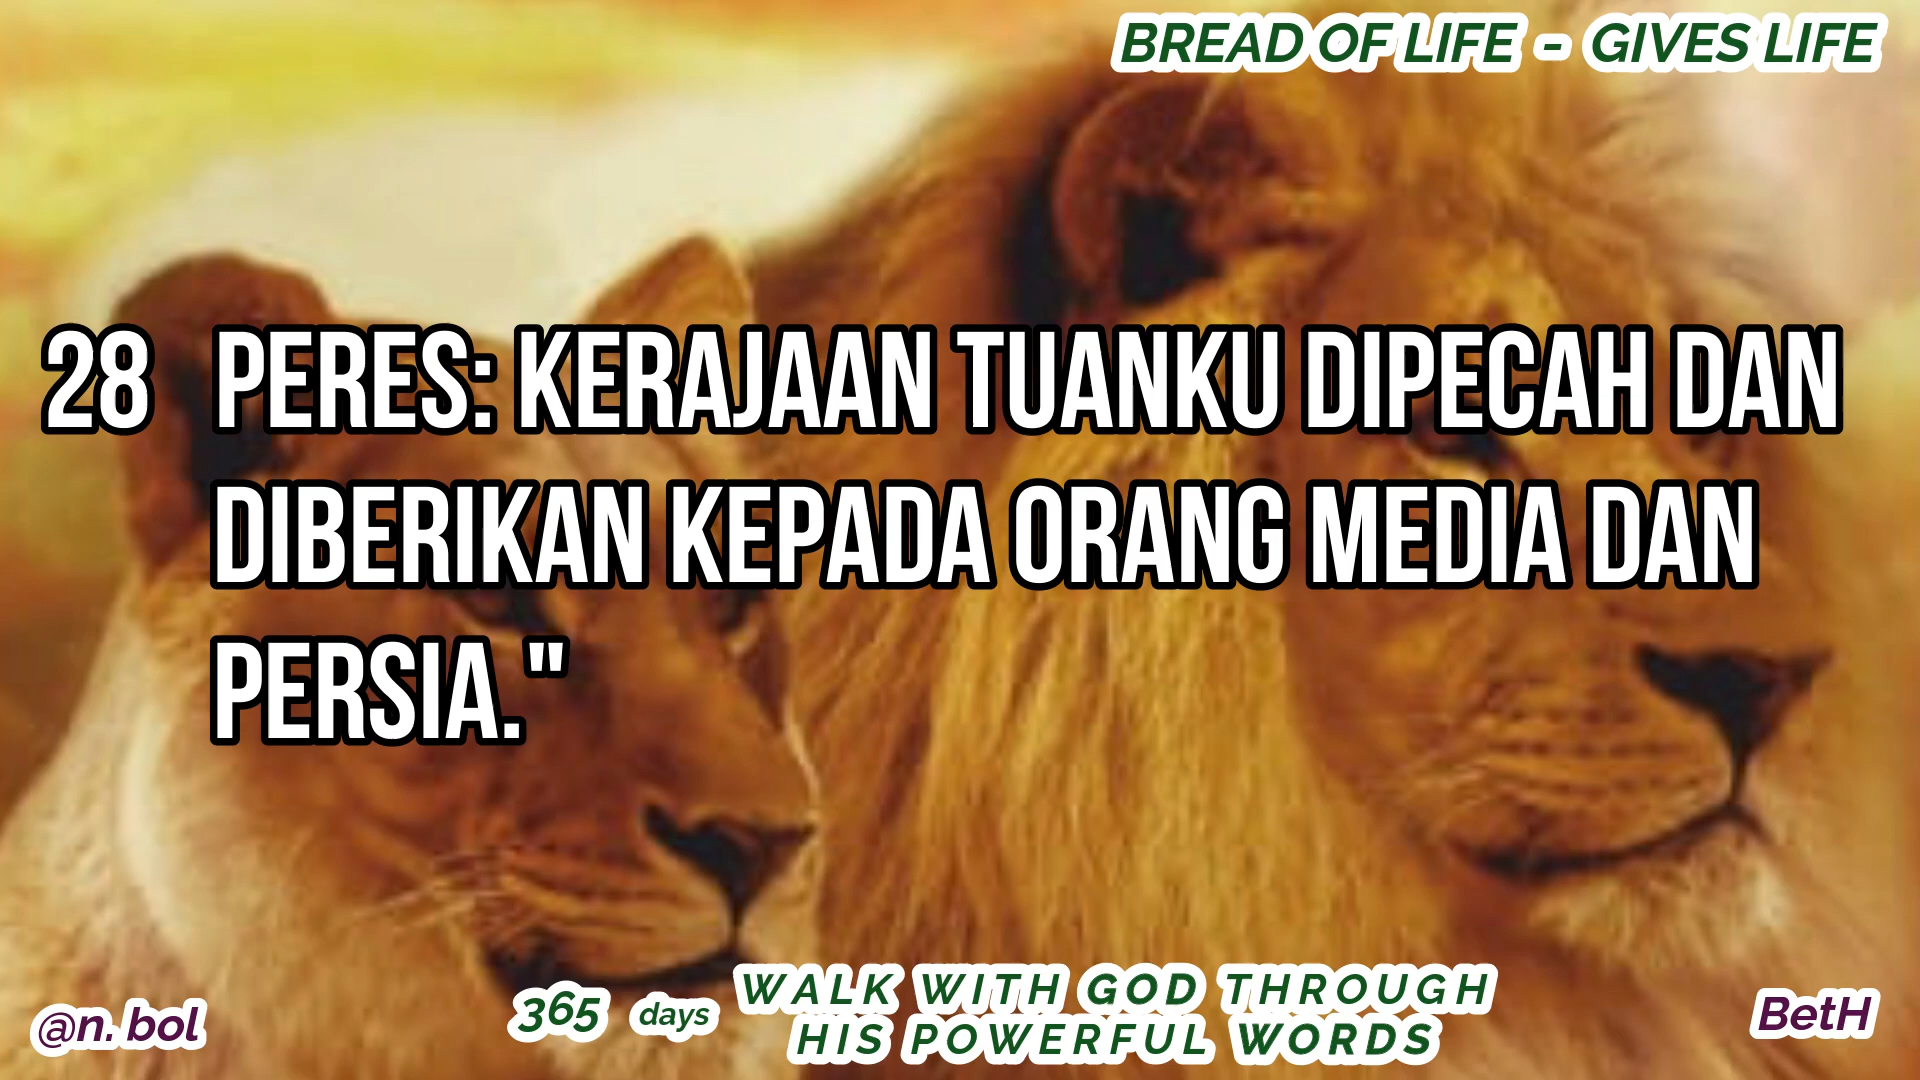 BREAD OF LIFE - GIVES LIFE
28 PERES: KERAJAAN TUANKU DIPECAH DAN
DIBERIKAN KEPADA ORANG MEDIA DAN
PERSIA."
@n. bol
365 days
WALK WITH GOD THROUGH
HIS POWERFUL WORDS
BetH